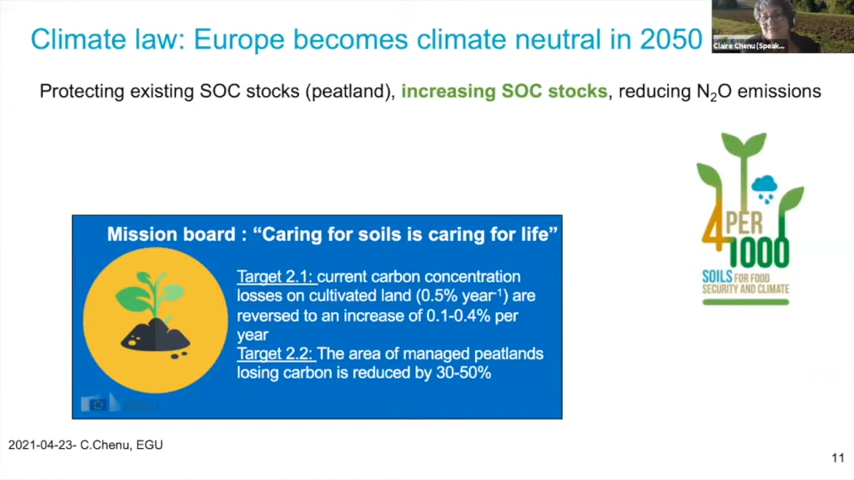 Climate law: Europe becomes climate neutral in 2050
Claire Chenu (Speak...
Protecting existing SOC stocks (peatland), increasing SOC stocks, reducing N₂O emissions
4 PER
1000
SOILS FOR FOOD
SECURITY AND CLIMATE
Mission board : “Caring for soils is caring for life”
Target 2.1: current carbon concentration
losses on cultivated land (0.5% year⁻¹) are
reversed to an increase of 0.1-0.4% per
year
Target 2.2: The area of managed peatlands
losing carbon is reduced by 30-50%
2021-04-23- C.Chenu, EGU
11